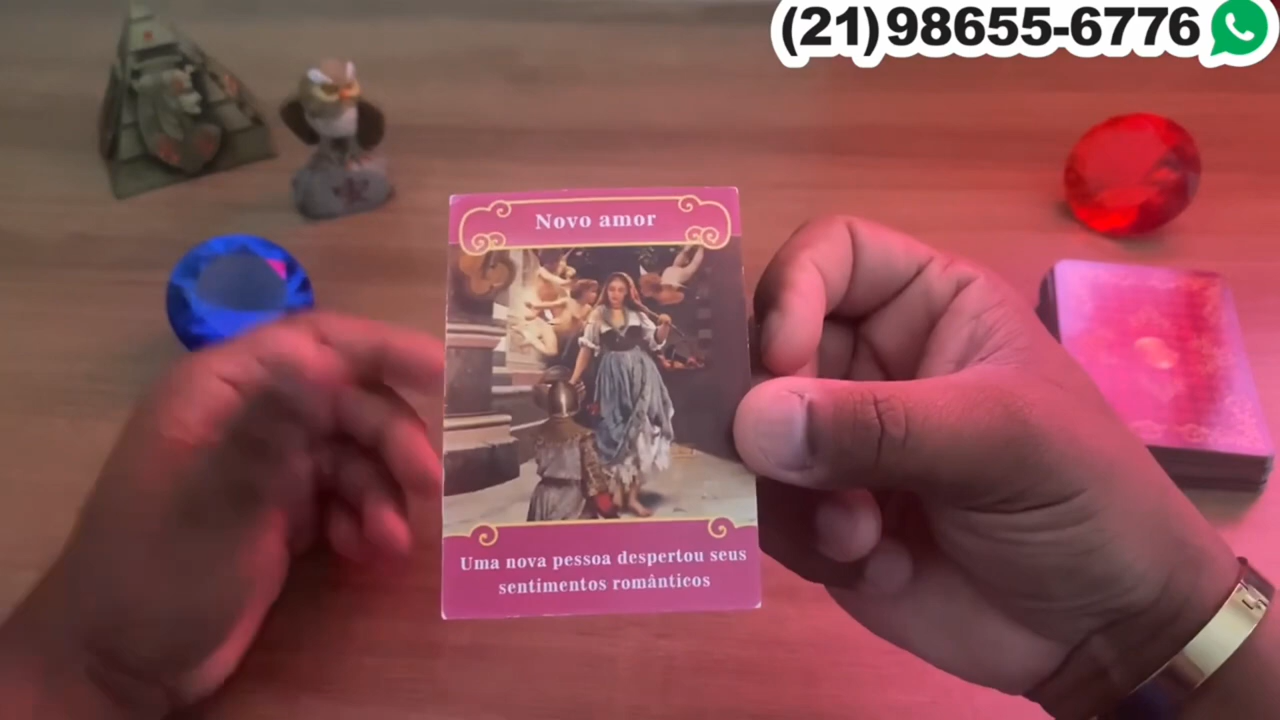 (21)98655-6776
Novo amor
Uma nova pessoa despertou seus
sentimentos românticos